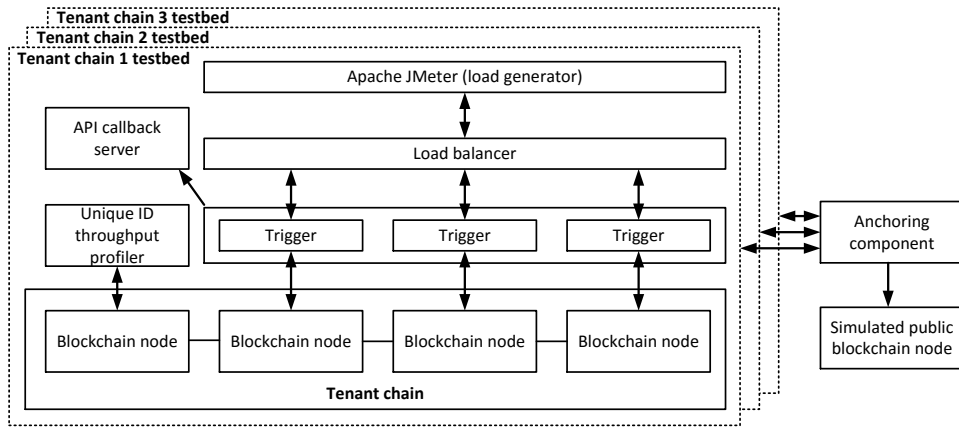 Tenant chain 3 testbed
Tenant chain 2 testbed
Tenant chain 1 testbed
Apache JMeter (load generator)
API callback
server
Load balancer
Unique ID
throughput
profiler
Trigger
Trigger
Trigger
Anchoring
component
Blockchain node
Blockchain node
Blockchain node
Blockchain node
Simulated public
blockchain node
Tenant chain